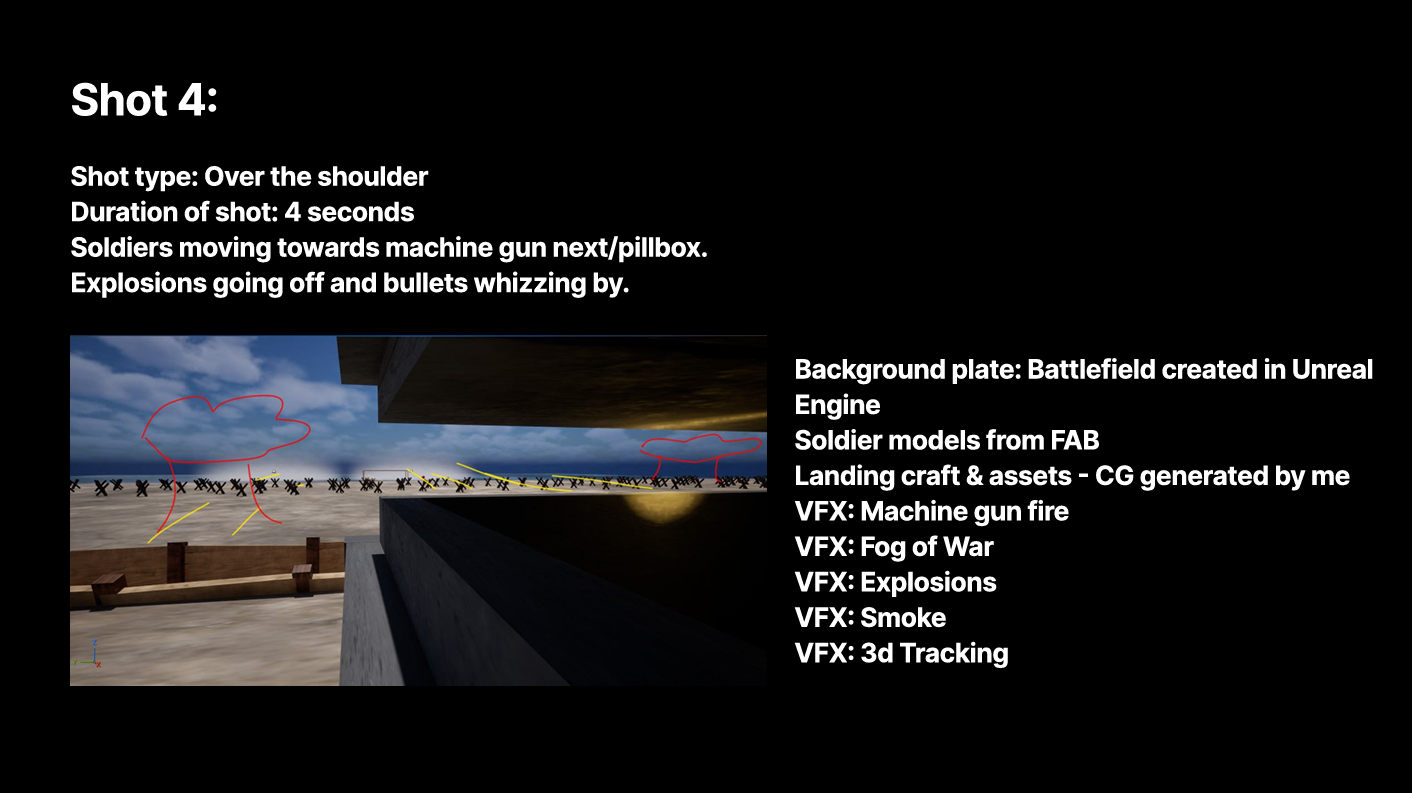 Shot 4:
Shot type: Over the shoulder
Duration of shot: 4 seconds
Soldiers moving towards machine gun next/pillbox.
Explosions going off and bullets whizzing by.
Background plate: Battlefield created in Unreal
Engine
Soldier models from FAB
Landing craft & assets - CG generated by me
VFX: Machine gun fire
VFX: Fog of War
VFX: Explosions
VFX: Smoke
VFX: 3d Tracking
Z
Y
X